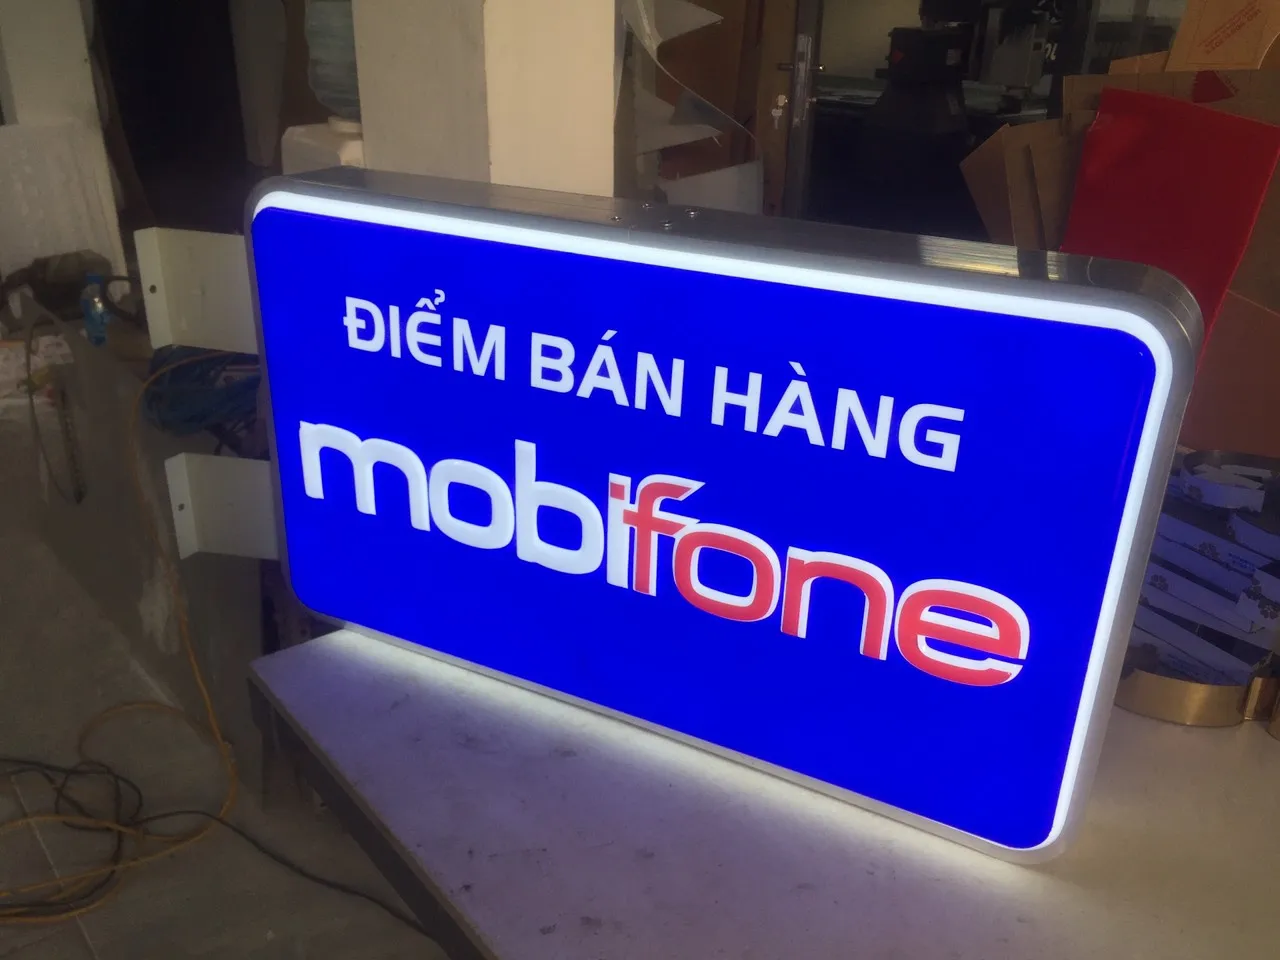 ĐIỂM BÁN HÀNG
mobifone